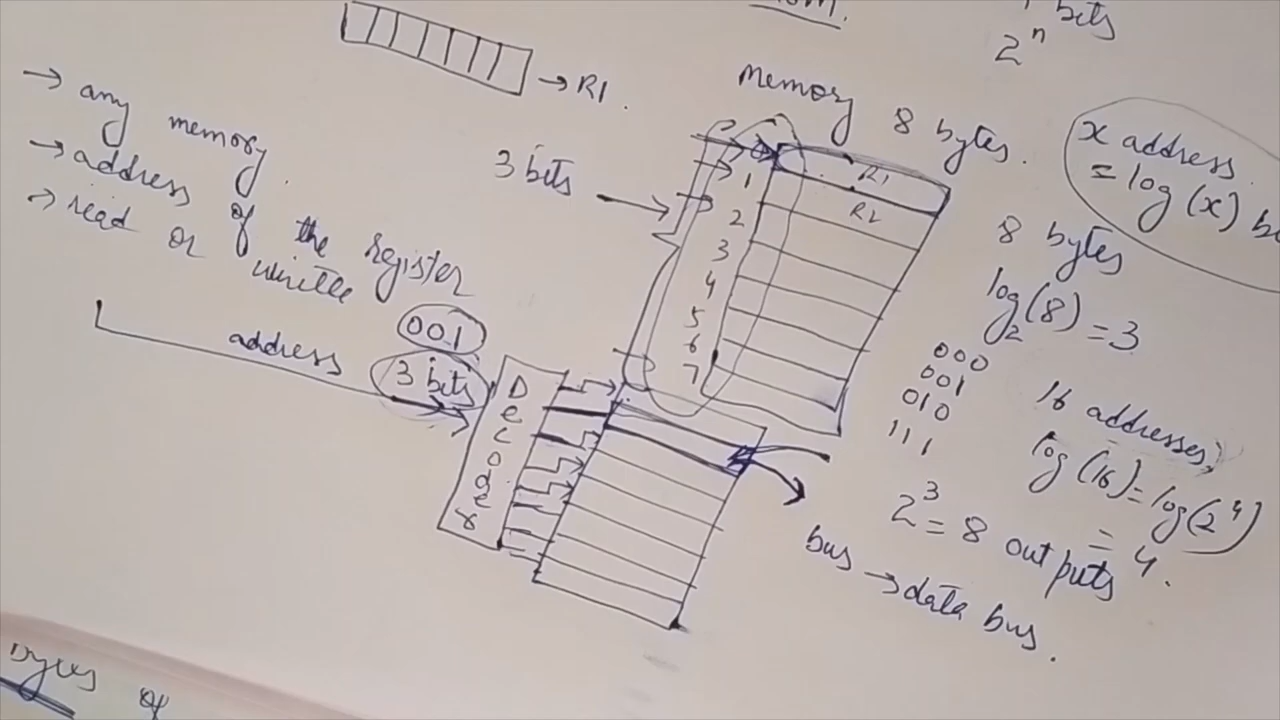 bits
2ⁿ
→ R1.
memory 8 bytes.
x address
= log (x)
→ any memory.
→ address of the register
→ read or writte
3 bits
0
1
2
3
4
5
6
7
R1
R2
8 bytes
log₂(8) = 3
000
001
010
111
2³ = 8 outputs
16 addresses,
log (16) = log(2⁴)
= 4.
address
001
3 bits
Decoder
bus → data bus.
Bytes of